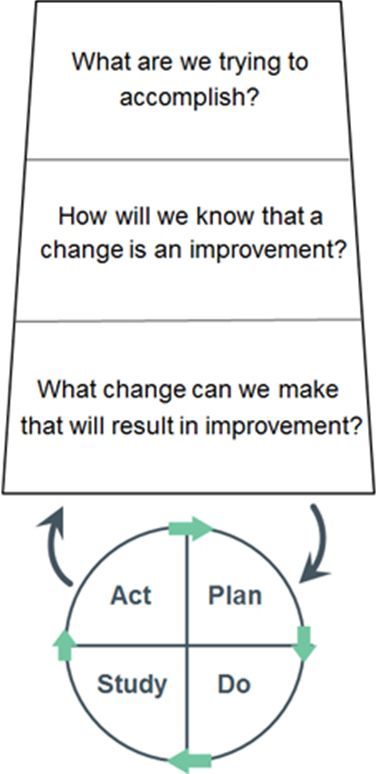 What are we trying to
accomplish?
How will we know that a
change is an improvement?
What change can we make
that will result in improvement?
Act
Plan
Study
Do